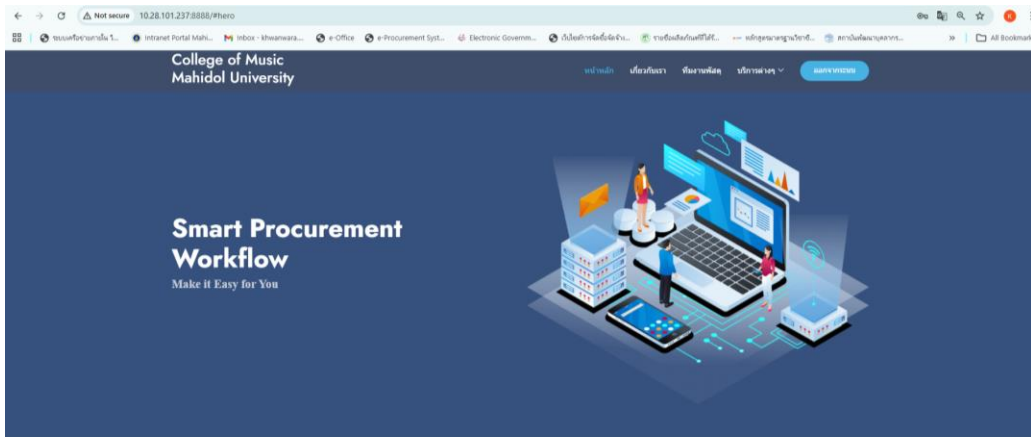 Not secure 10.28.101.237:8888/#hero
Intranet Portal Mahi... Inbox - khwanwara... e-Office e-Procurement Syst... Electronic Governm... All Bookmark
College of Music
Mahidol University
หน้าหลัก เกี่ยวกับเรา ทีมงานพัสดุ บริการต่างๆ ออกจากระบบ
Smart Procurement
Workflow
Make it Easy for You